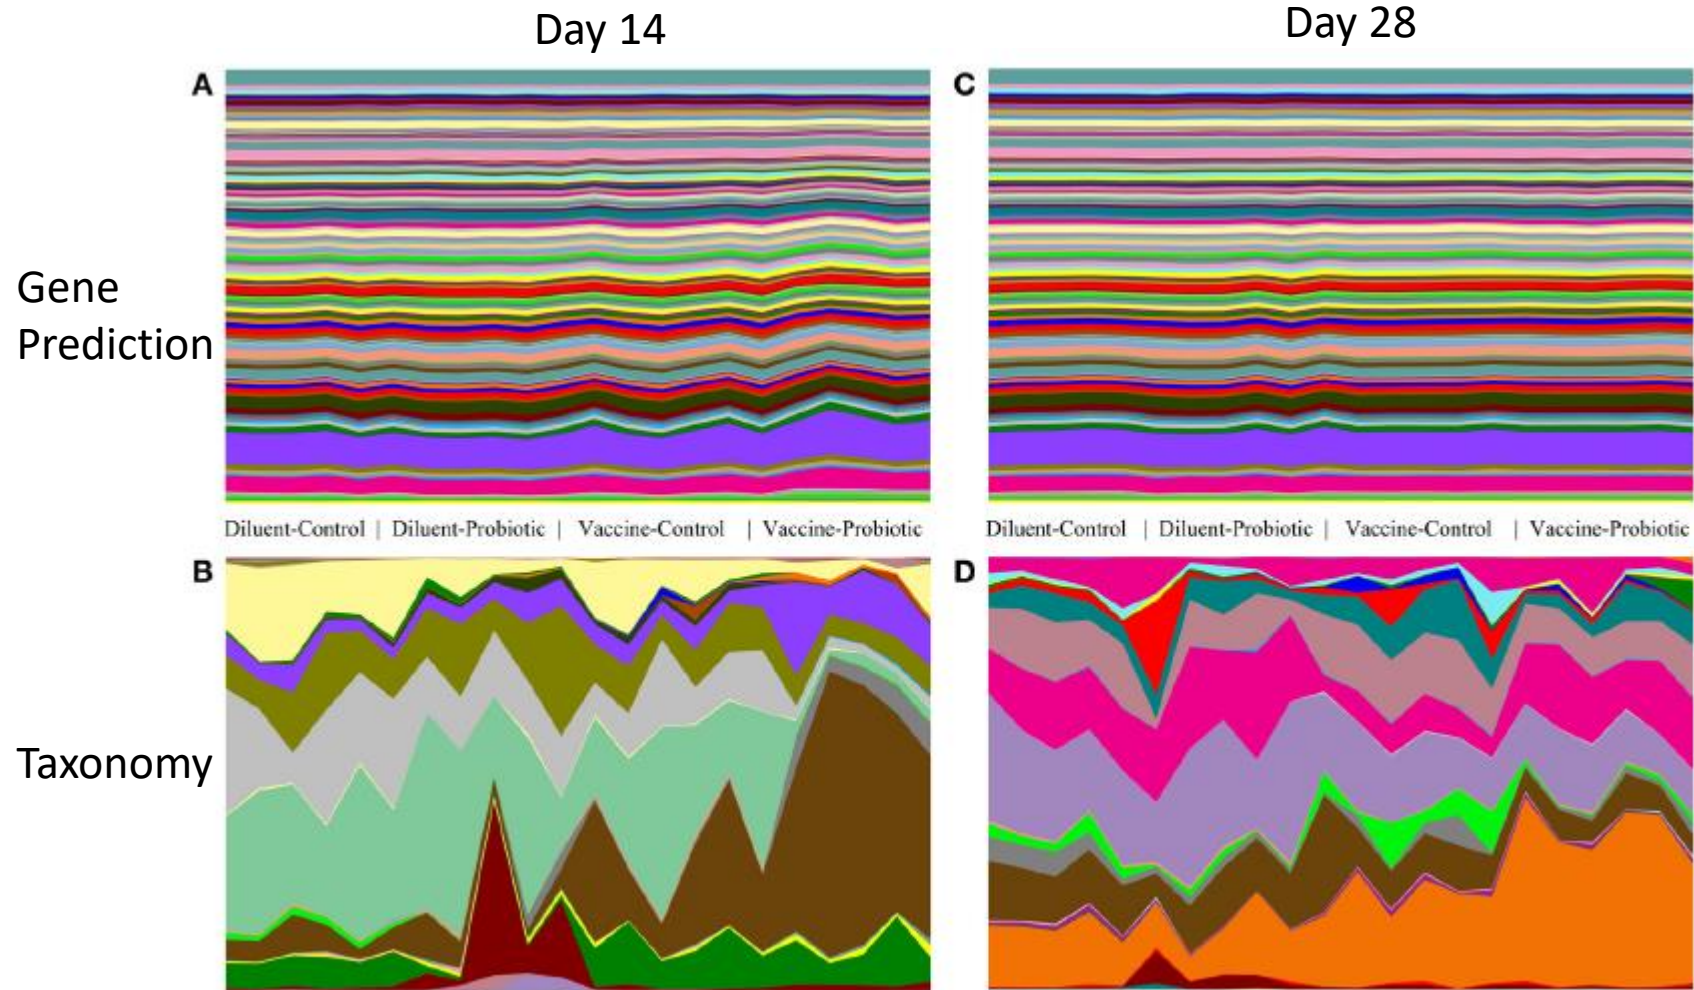 Day 14
Day 28
A
C
Gene
Prediction
Diluent-Control | Diluent-Probiotic | Vaccine-Control | Vaccine-Probiotic
Diluent-Control | Diluent-Probiotic | Vaccine-Control | Vaccine-Probiotic
B
D
Taxonomy